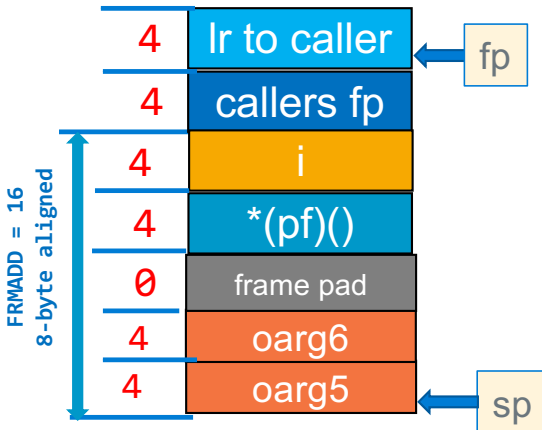 4 lr to caller
fp
4 callers fp
FRMADD = 16
8-byte aligned
4 i
4 *(pf)()
0 frame pad
4 oarg6
4 oarg5
sp